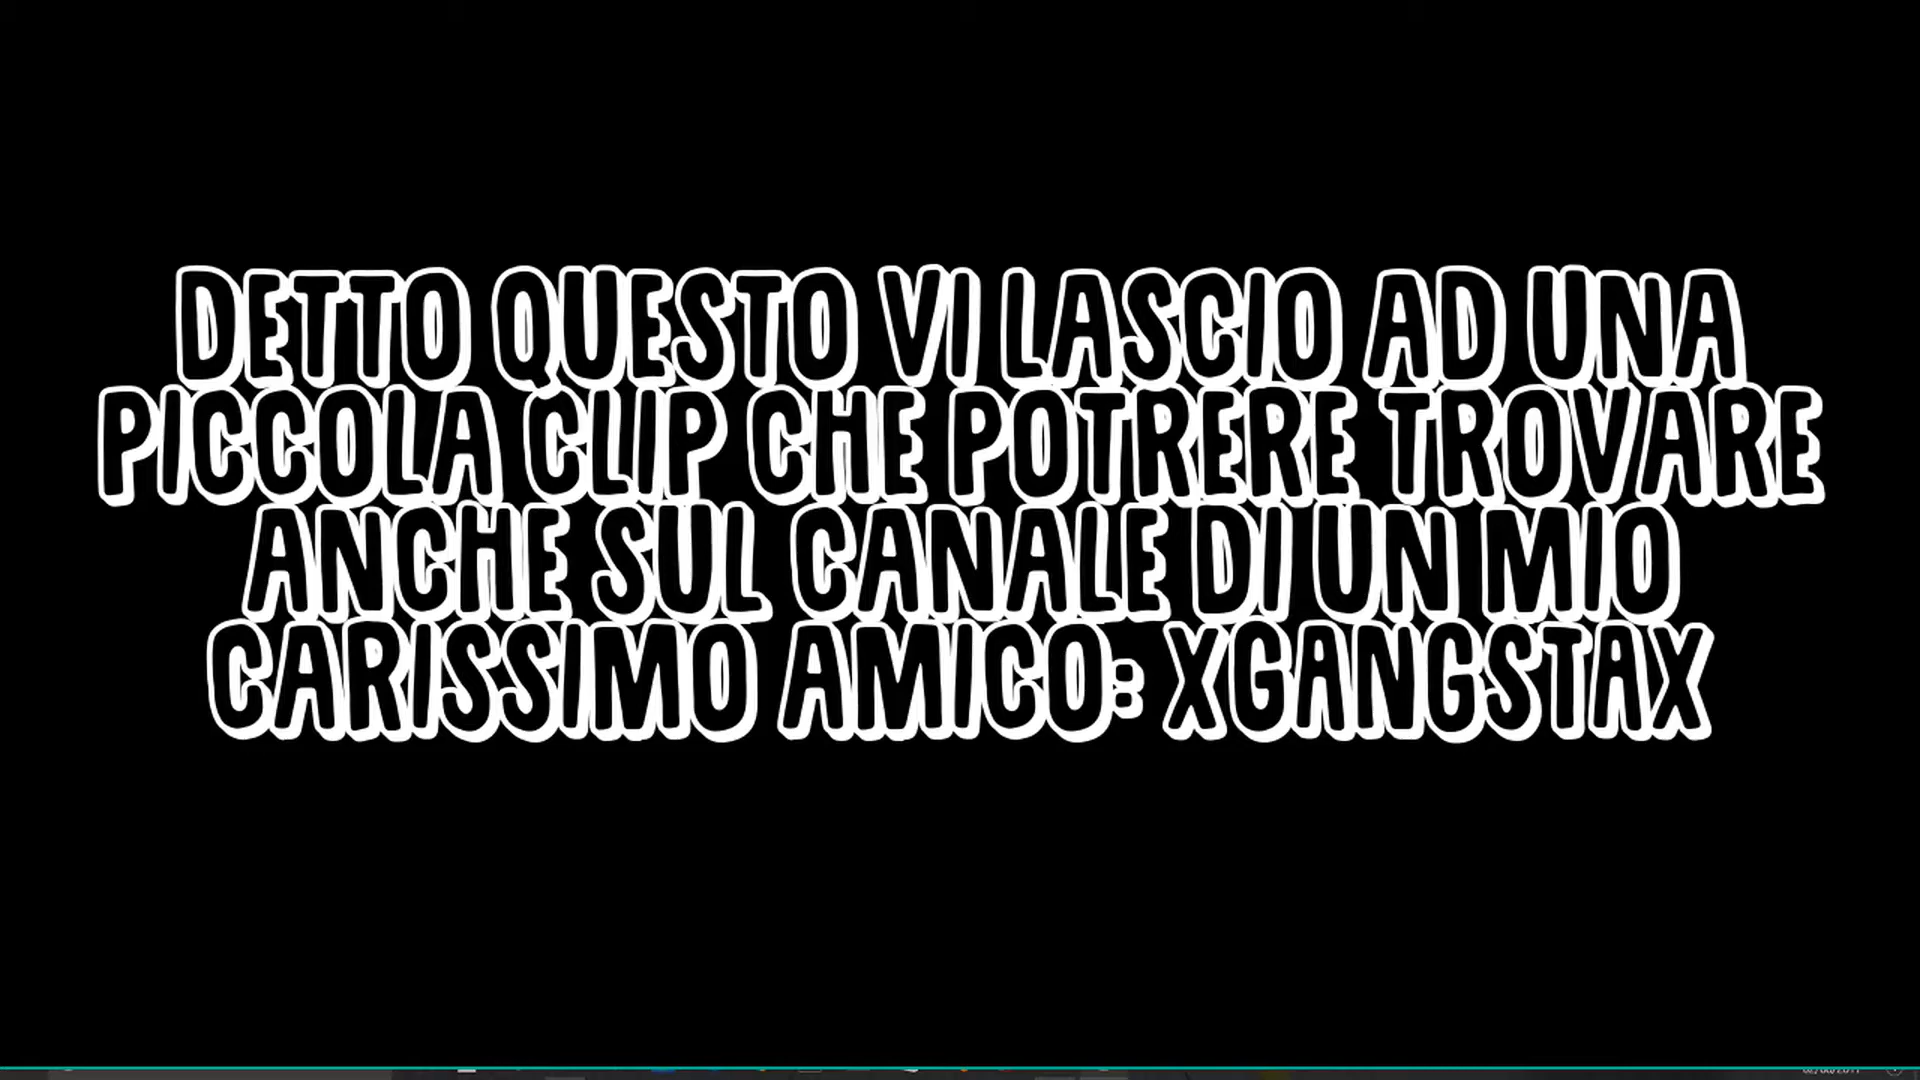 DETTO QUESTO VI LASCIO AD UNA
PICCOLA CLIP CHE POTRERE TROVARE
ANCHE SUL CANALE DI UN MIO
CARISSIMO AMICO: XGANGSTAX